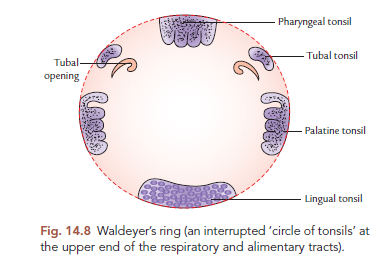 Pharyngeal tonsil
Tubal tonsil
Tubal
opening
Palatine tonsil
Lingual tonsil
Fig. 14.8 Waldeyer's ring (an interrupted 'circle of tonsils' at
the upper end of the respiratory and alimentary tracts).